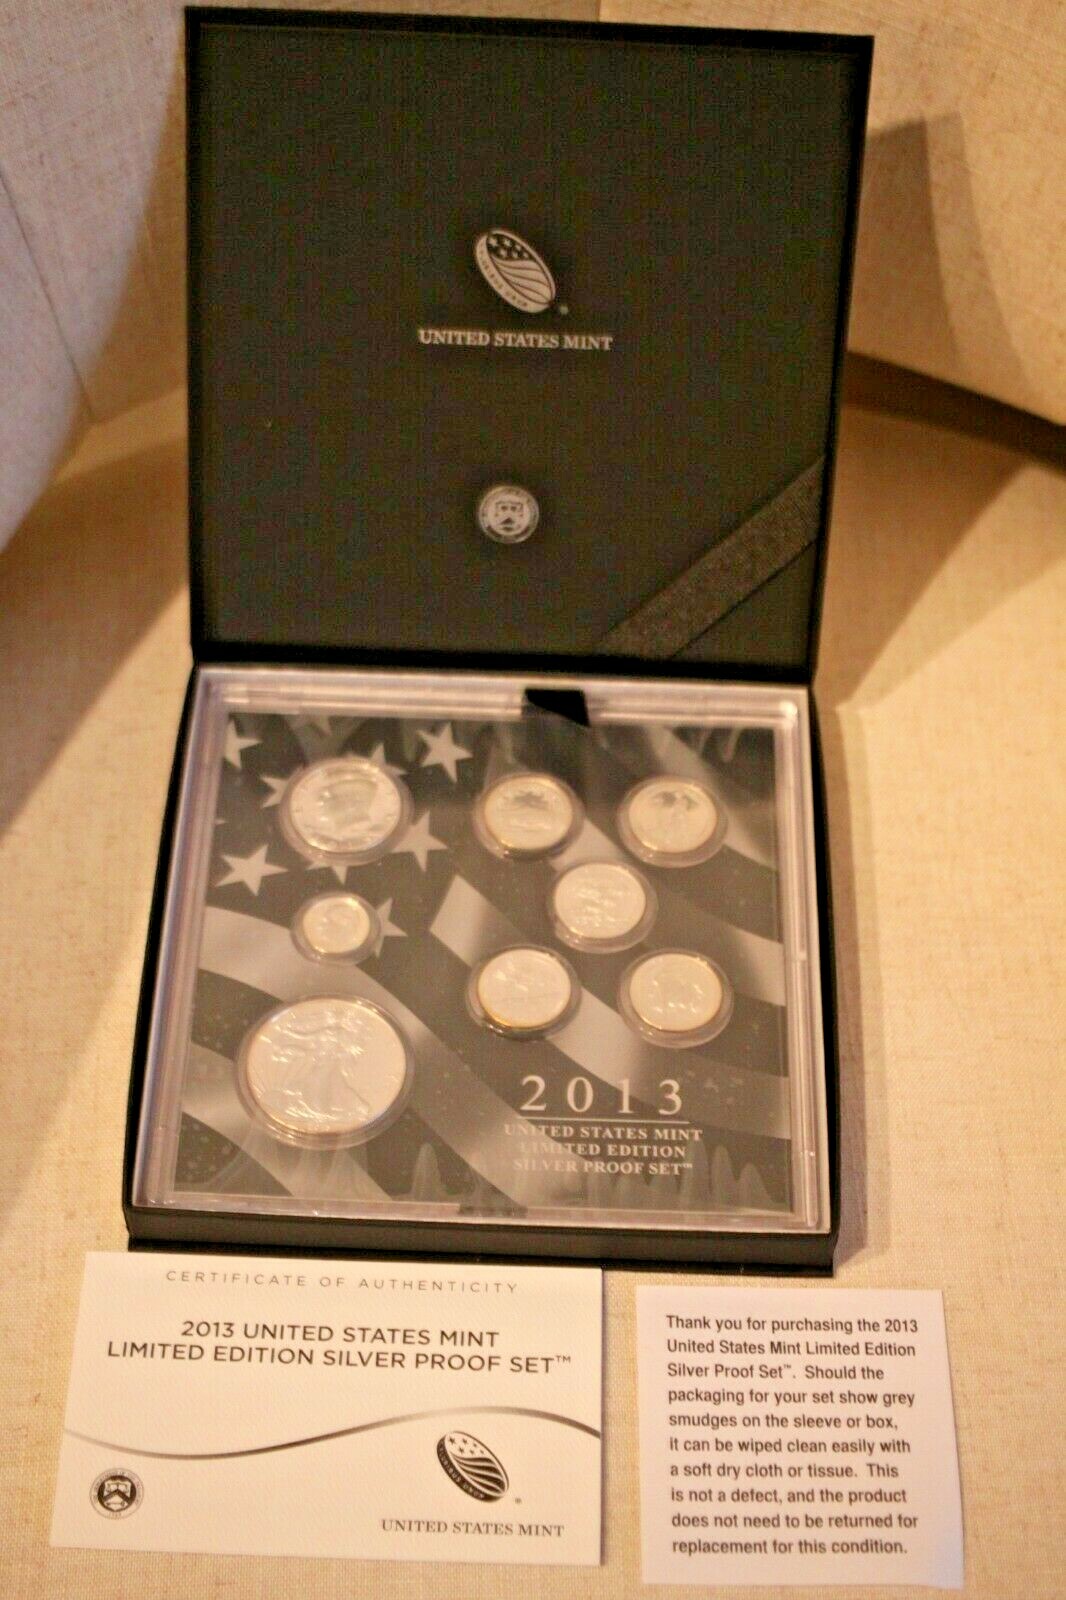 UNITED STATES MINT
2013
UNITED STATES MINT
LIMITED EDITION
SILVER PROOF SET™
CERTIFICATE OF AUTHENTICITY
2013 UNITED STATES MINT
LIMITED EDITION SILVER PROOF SET™
UNITED STATES MINT
Thank you for purchasing the 2013
United States Mint Limited Edition
Silver Proof Set™. Should the
packaging for your set show grey
smudges on the sleeve or box,
it can be wiped clean easily with
a soft dry cloth or tissue. This
is not a defect, and the product
does not need to be returned for
replacement for this condition.